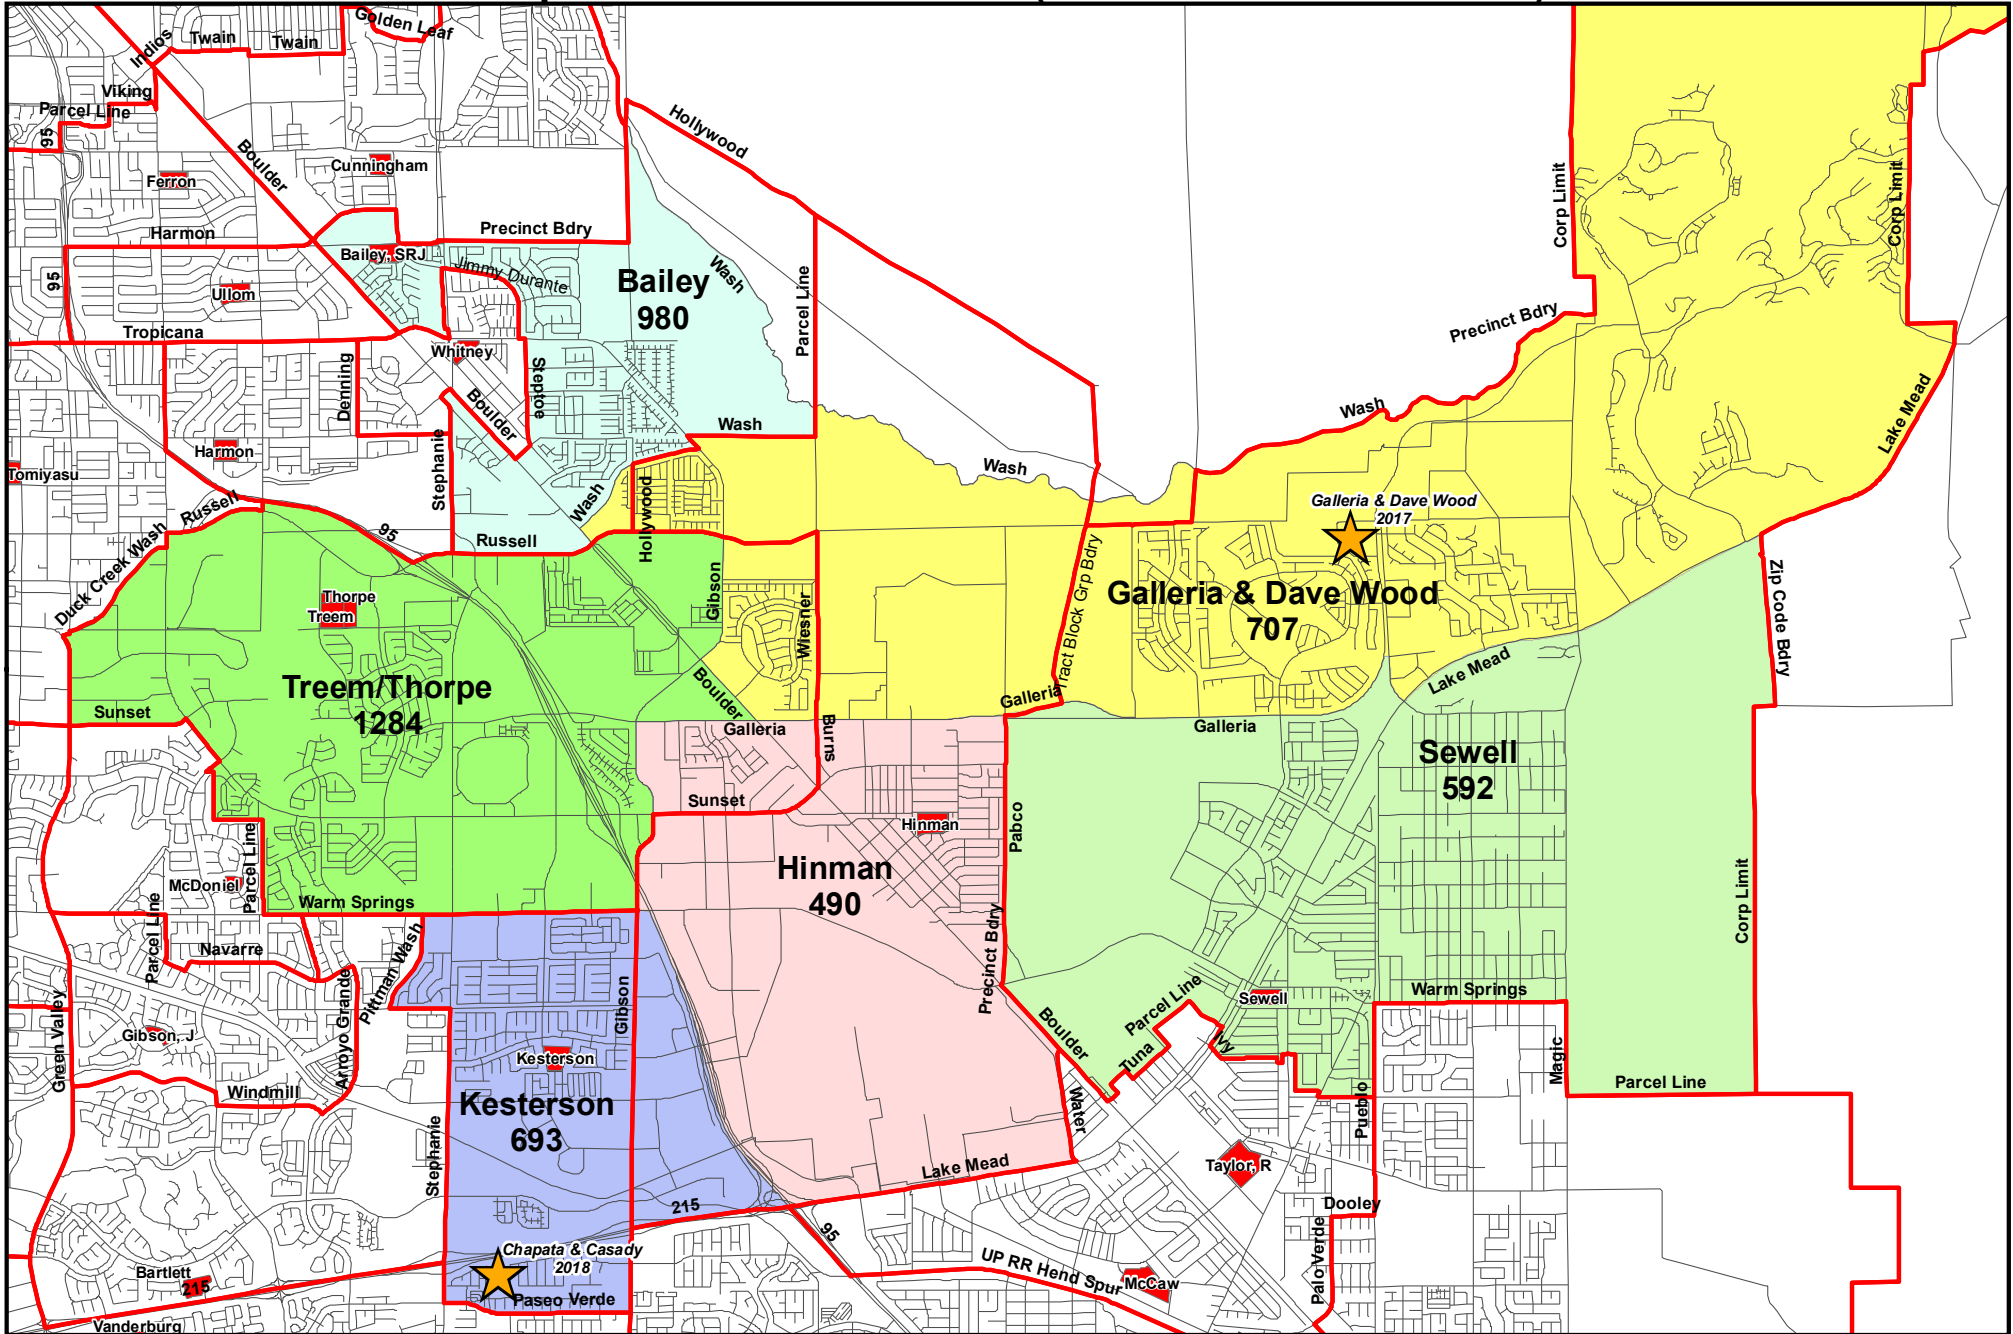 Golden Leaf
Twain
Twain
Indios
Viking
Parcel Line
95
Boulder
Cunningham
Ferron
Hollywood
Harmon
Precinct Bdry
Corp Limit
Corp Limit
Bailey, SRJ
Jimmy Durante
Wash
Bailey
980
95
Ullom
Parcel Line
Tropicana
Precinct Bdry
Whitney
Denning
Steptoe
Boulder
Wash
Wash
Lake Mead
Harmon
Stephanie
Tomiyasu
Wash
Hollywood
Wash
Russell
95
Russell
Galleria & Dave Wood
2017
Duck Creek Wash
Thorpe
Treem
Gibson
Wiesner
Tract Block Grp Bdry
Galleria & Dave Wood
707
Zip Code Bdry
Treem/Thorpe
1284
Boulder
Lake Mead
Galleria
Sunset
Galleria
Burns
Galleria
Sewell
592
Sunset
Hinman
Pabco
Parcel Line
Hinman
490
McDoniel
Warm Springs
Corp Limit
Parcel Line
Navarre
Pittman Wash
Precinct Bdry
Gibson
Arroyo Grande
Green Valley
Parcel Line
Sewell
Warm Springs
Gibson, J
Kesterson
Boulder
Tuna
Ivy
Magic
Windmill
Kesterson
693
Water
Pueblo
Parcel Line
Stephanie
Lake Mead
Taylor, R
215
Dooley
95
Chapata & Casady
2018
UP RR Hend Spur
McCaw
Palo Verde
Bartlett
215
Paseo Verde
Vanderburg